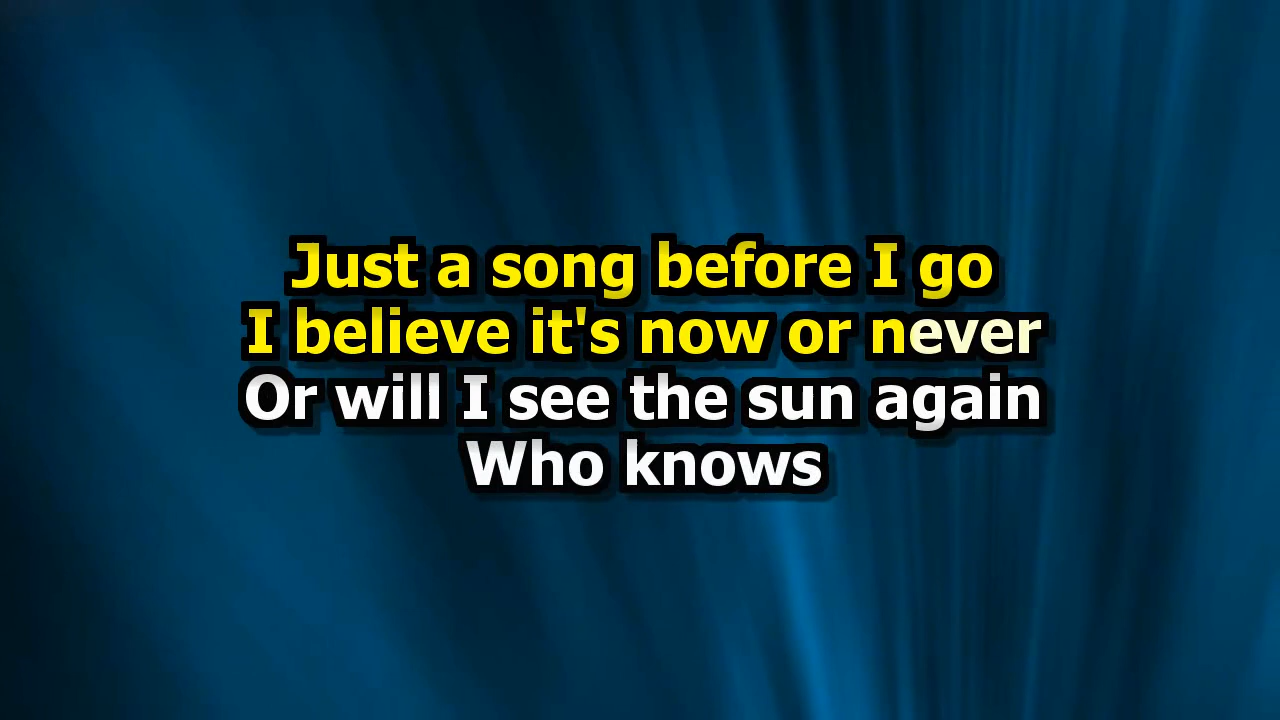 Just a song before I go
I believe it's now or never
Or will I see the sun again
Who knows